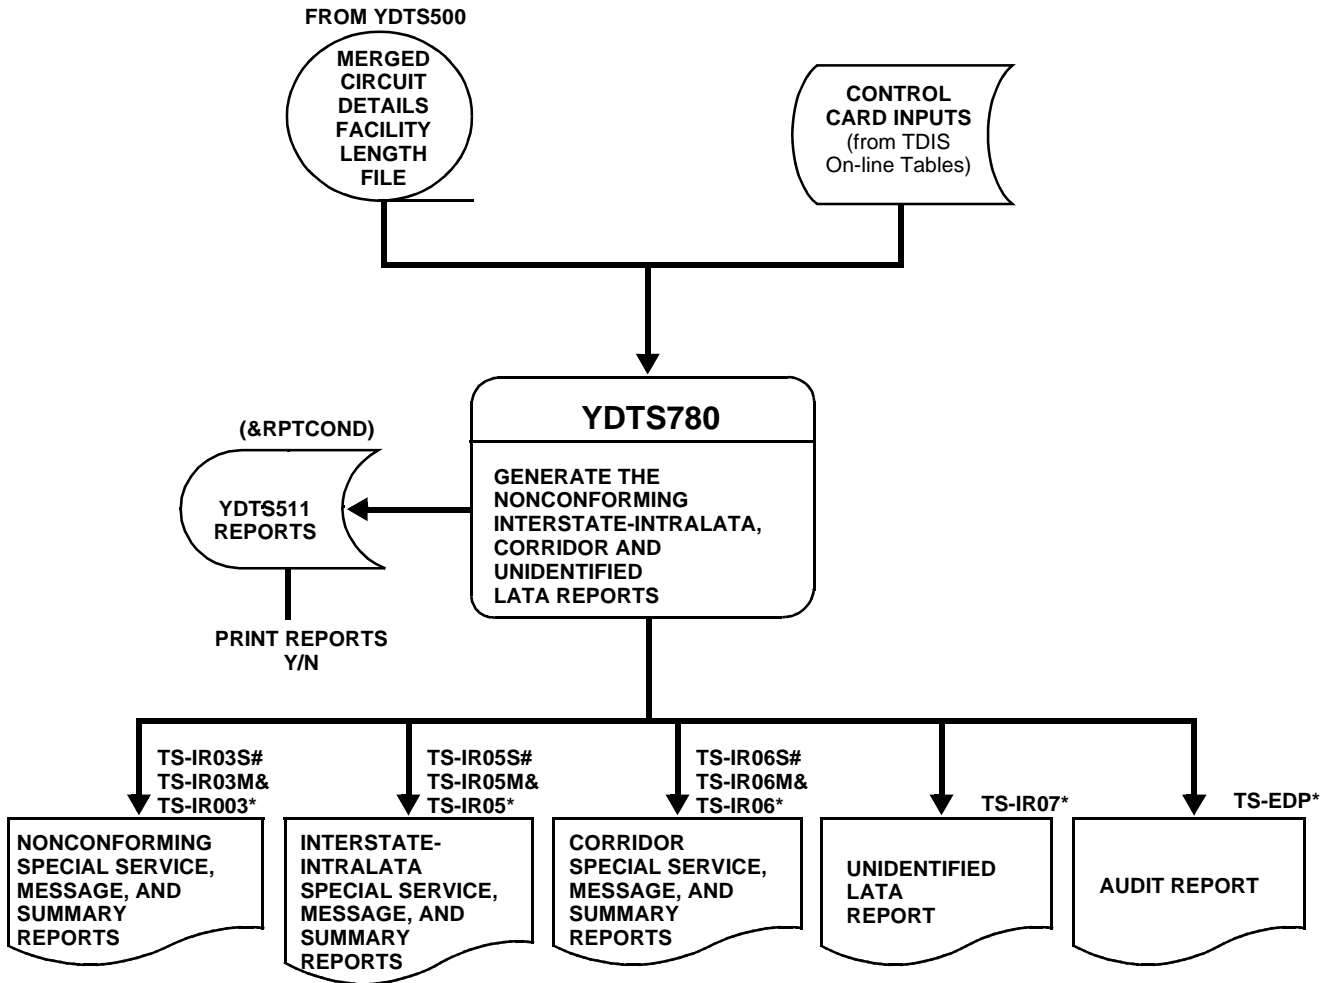 FROM YDTS500
MERGED
CIRCUIT
DETAILS
FACILITY
LENGTH
FILE
CONTROL
CARD INPUTS
(from TDIS
On-line Tables)
YDTS780
GENERATE THE
NONCONFORMING
INTERSTATE-INTRALATA,
CORRIDOR AND
UNIDENTIFIED
LATA REPORTS
(&RPTCOND)
YDTS511
REPORTS
PRINT REPORTS
Y/N
TS-IR03S#
TS-IR03M&
TS-IR003*
NONCONFORMING
SPECIAL SERVICE,
MESSAGE, AND
SUMMARY
REPORTS
TS-IR05S#
TS-IR05M&
TS-IR05*
INTERSTATE-
INTRALATA
SPECIAL SERVICE,
MESSAGE, AND
SUMMARY
REPORTS
TS-IR06S#
TS-IR06M&
TS-IR06*
CORRIDOR
SPECIAL SERVICE,
MESSAGE, AND
SUMMARY
REPORTS
TS-IR07*
UNIDENTIFIED
LATA
REPORT
TS-EDP*
AUDIT REPORT